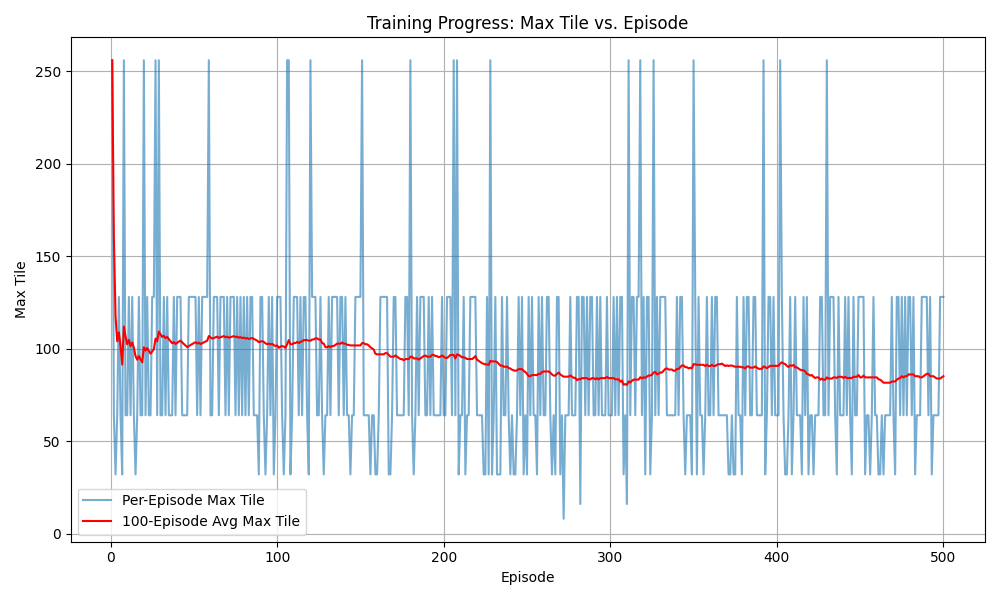 Training Progress: Max Tile vs. Episode
Max Tile
250
200
150
100
50
0
Per-Episode Max Tile
100-Episode Avg Max Tile
0 100 200 300 400 500
Episode